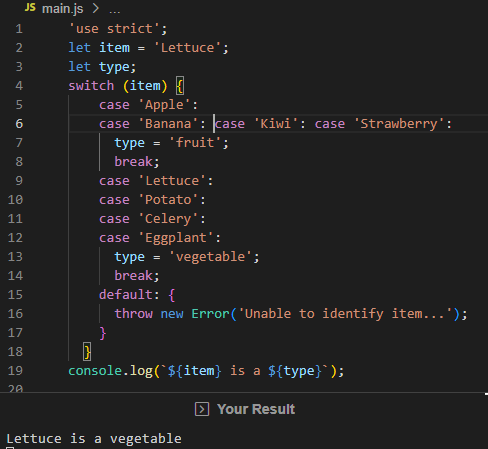 JS main.js > ...
1 'use strict';
2 let item = 'Lettuce';
3 let type;
4 switch (item) {
5 case 'Apple':
6 case 'Banana': case 'Kiwi': case 'Strawberry':
7 type = 'fruit';
8 break;
9 case 'Lettuce':
10 case 'Potato':
11 case 'Celery':
12 case 'Eggplant':
13 type = 'vegetable';
14 break;
15 default: {
16 throw new Error('Unable to identify item...');
17 }
18 }
19 console.log(`${item} is a ${type}`);
20
Your Result
Lettuce is a vegetable